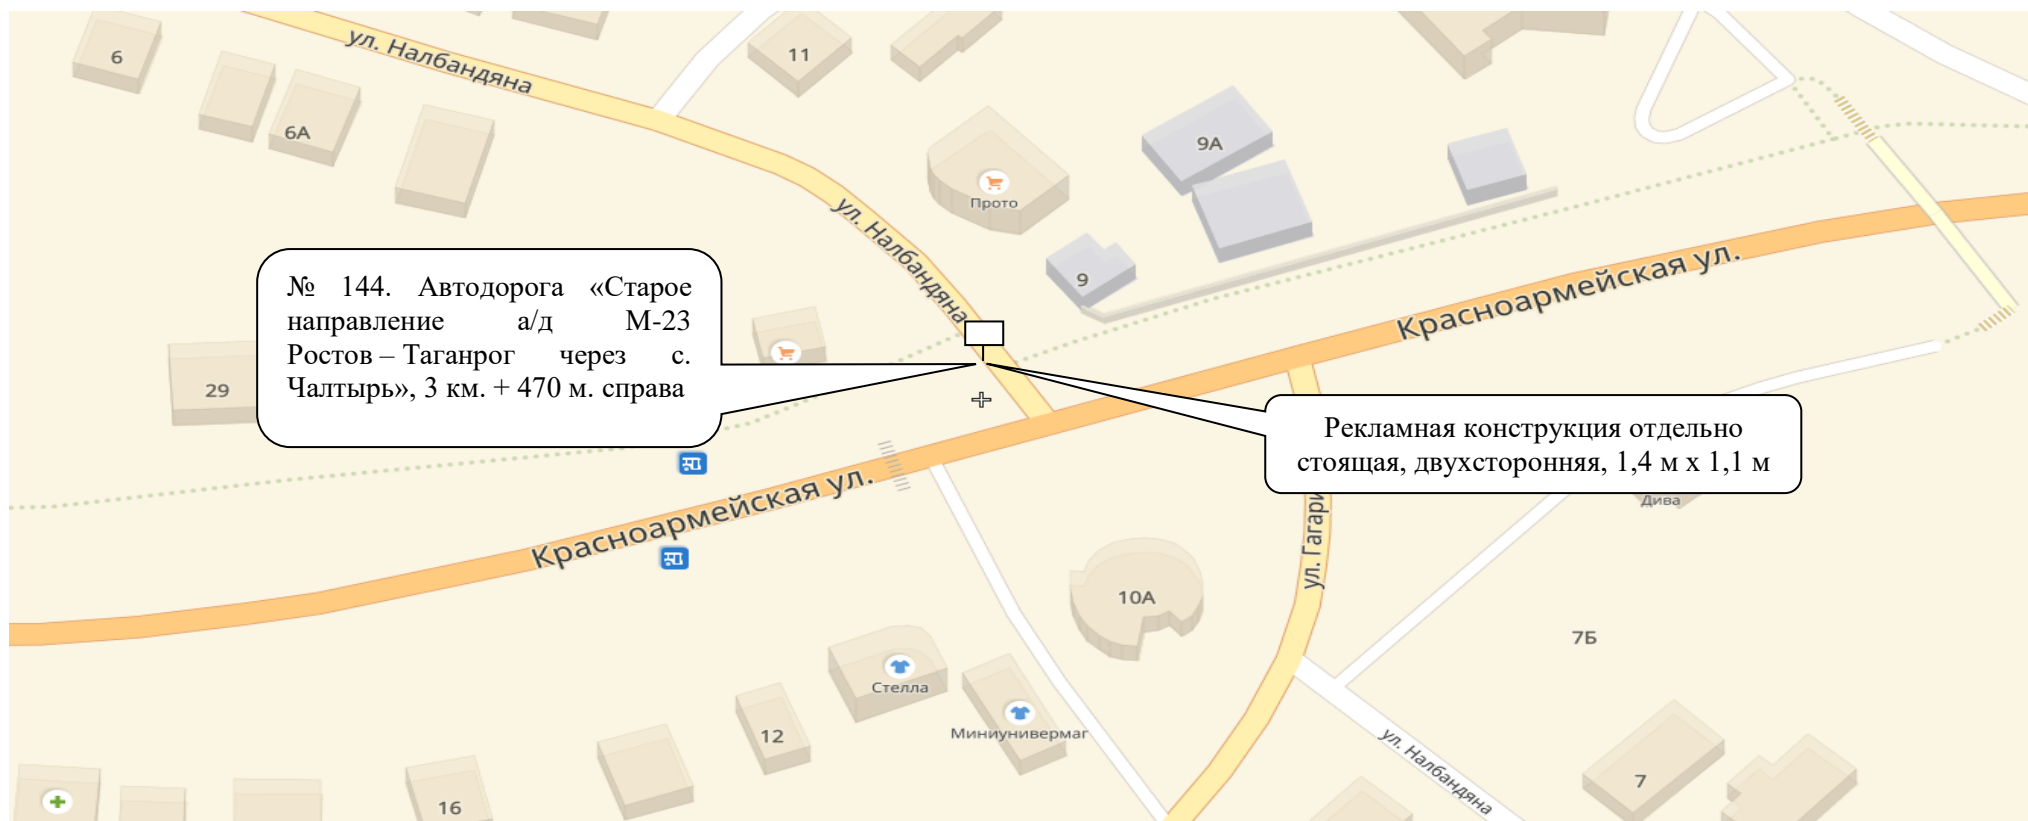 6
ул. Налбандяна
11
6А
9А
Прото
ул. Налбандяна
9
№ 144. Автодорога «Старое
направление а/д М-23
Ростов – Таганрог через с.
Чалтырь», 3 км. + 470 м. справа
Красноармейская ул.
29
Рекламная конструкция отдельно
стоящая, двухсторонняя, 1,4 м х 1,1 м
Дива
Красноармейская ул.
ул. Гагари
10А
7Б
Стелла
Миниунивермаг
12
ул. Налбандяна
7
16